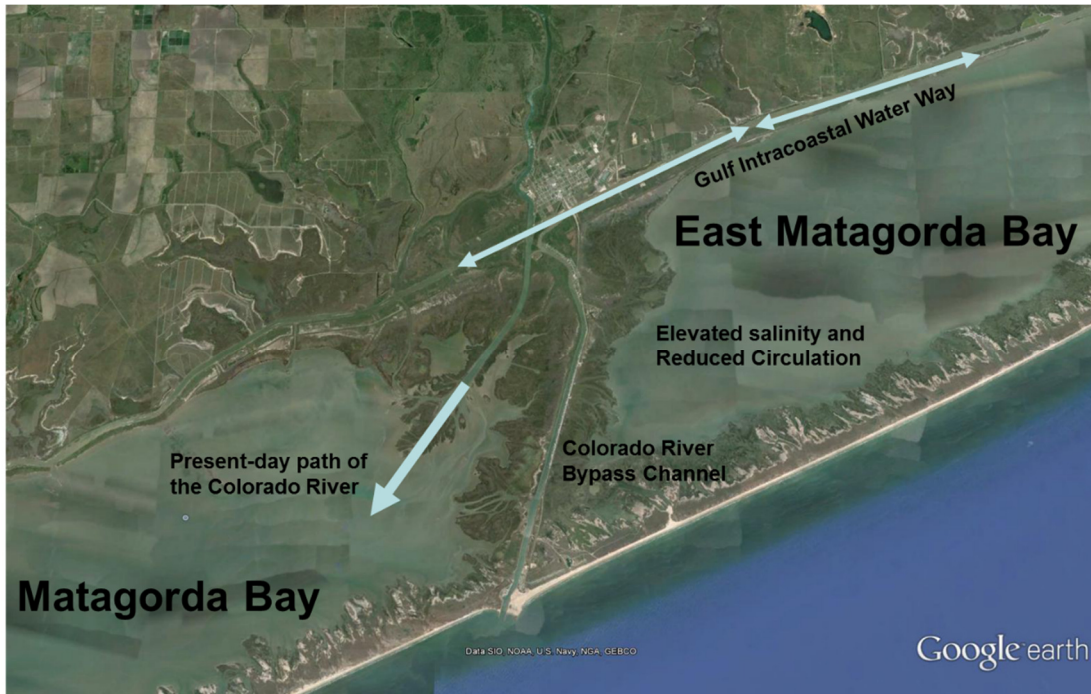 Gulf Intracoastal Water Way
East Matagorda Bay
Elevated salinity and
Reduced Circulation
Colorado River
Bypass Channel
Present-day path of
the Colorado River
Matagorda Bay
Data SIO, NOAA, U.S. Navy, NGA, GEBCO
Google earth